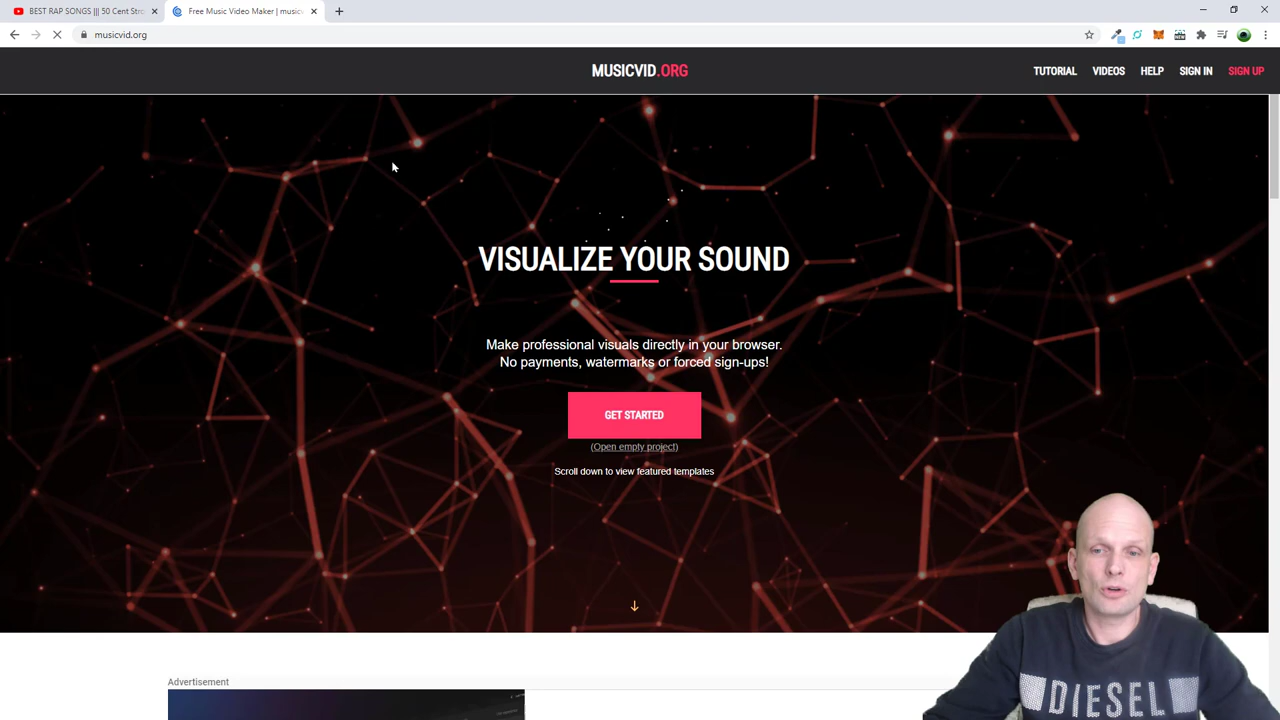 BEST RAP SONGS ||| 50 Cent Stro
Free Music Video Maker | musicv
musicvid.org
MUSICVID.ORG
TUTORIAL VIDEOS HELP SIGN IN SIGN UP
VISUALIZE YOUR SOUND
Make professional visuals directly in your browser.
No payments, watermarks or forced sign-ups!
GET STARTED
(Open empty project)
Scroll down to view featured templates
Advertisement
DIESEL